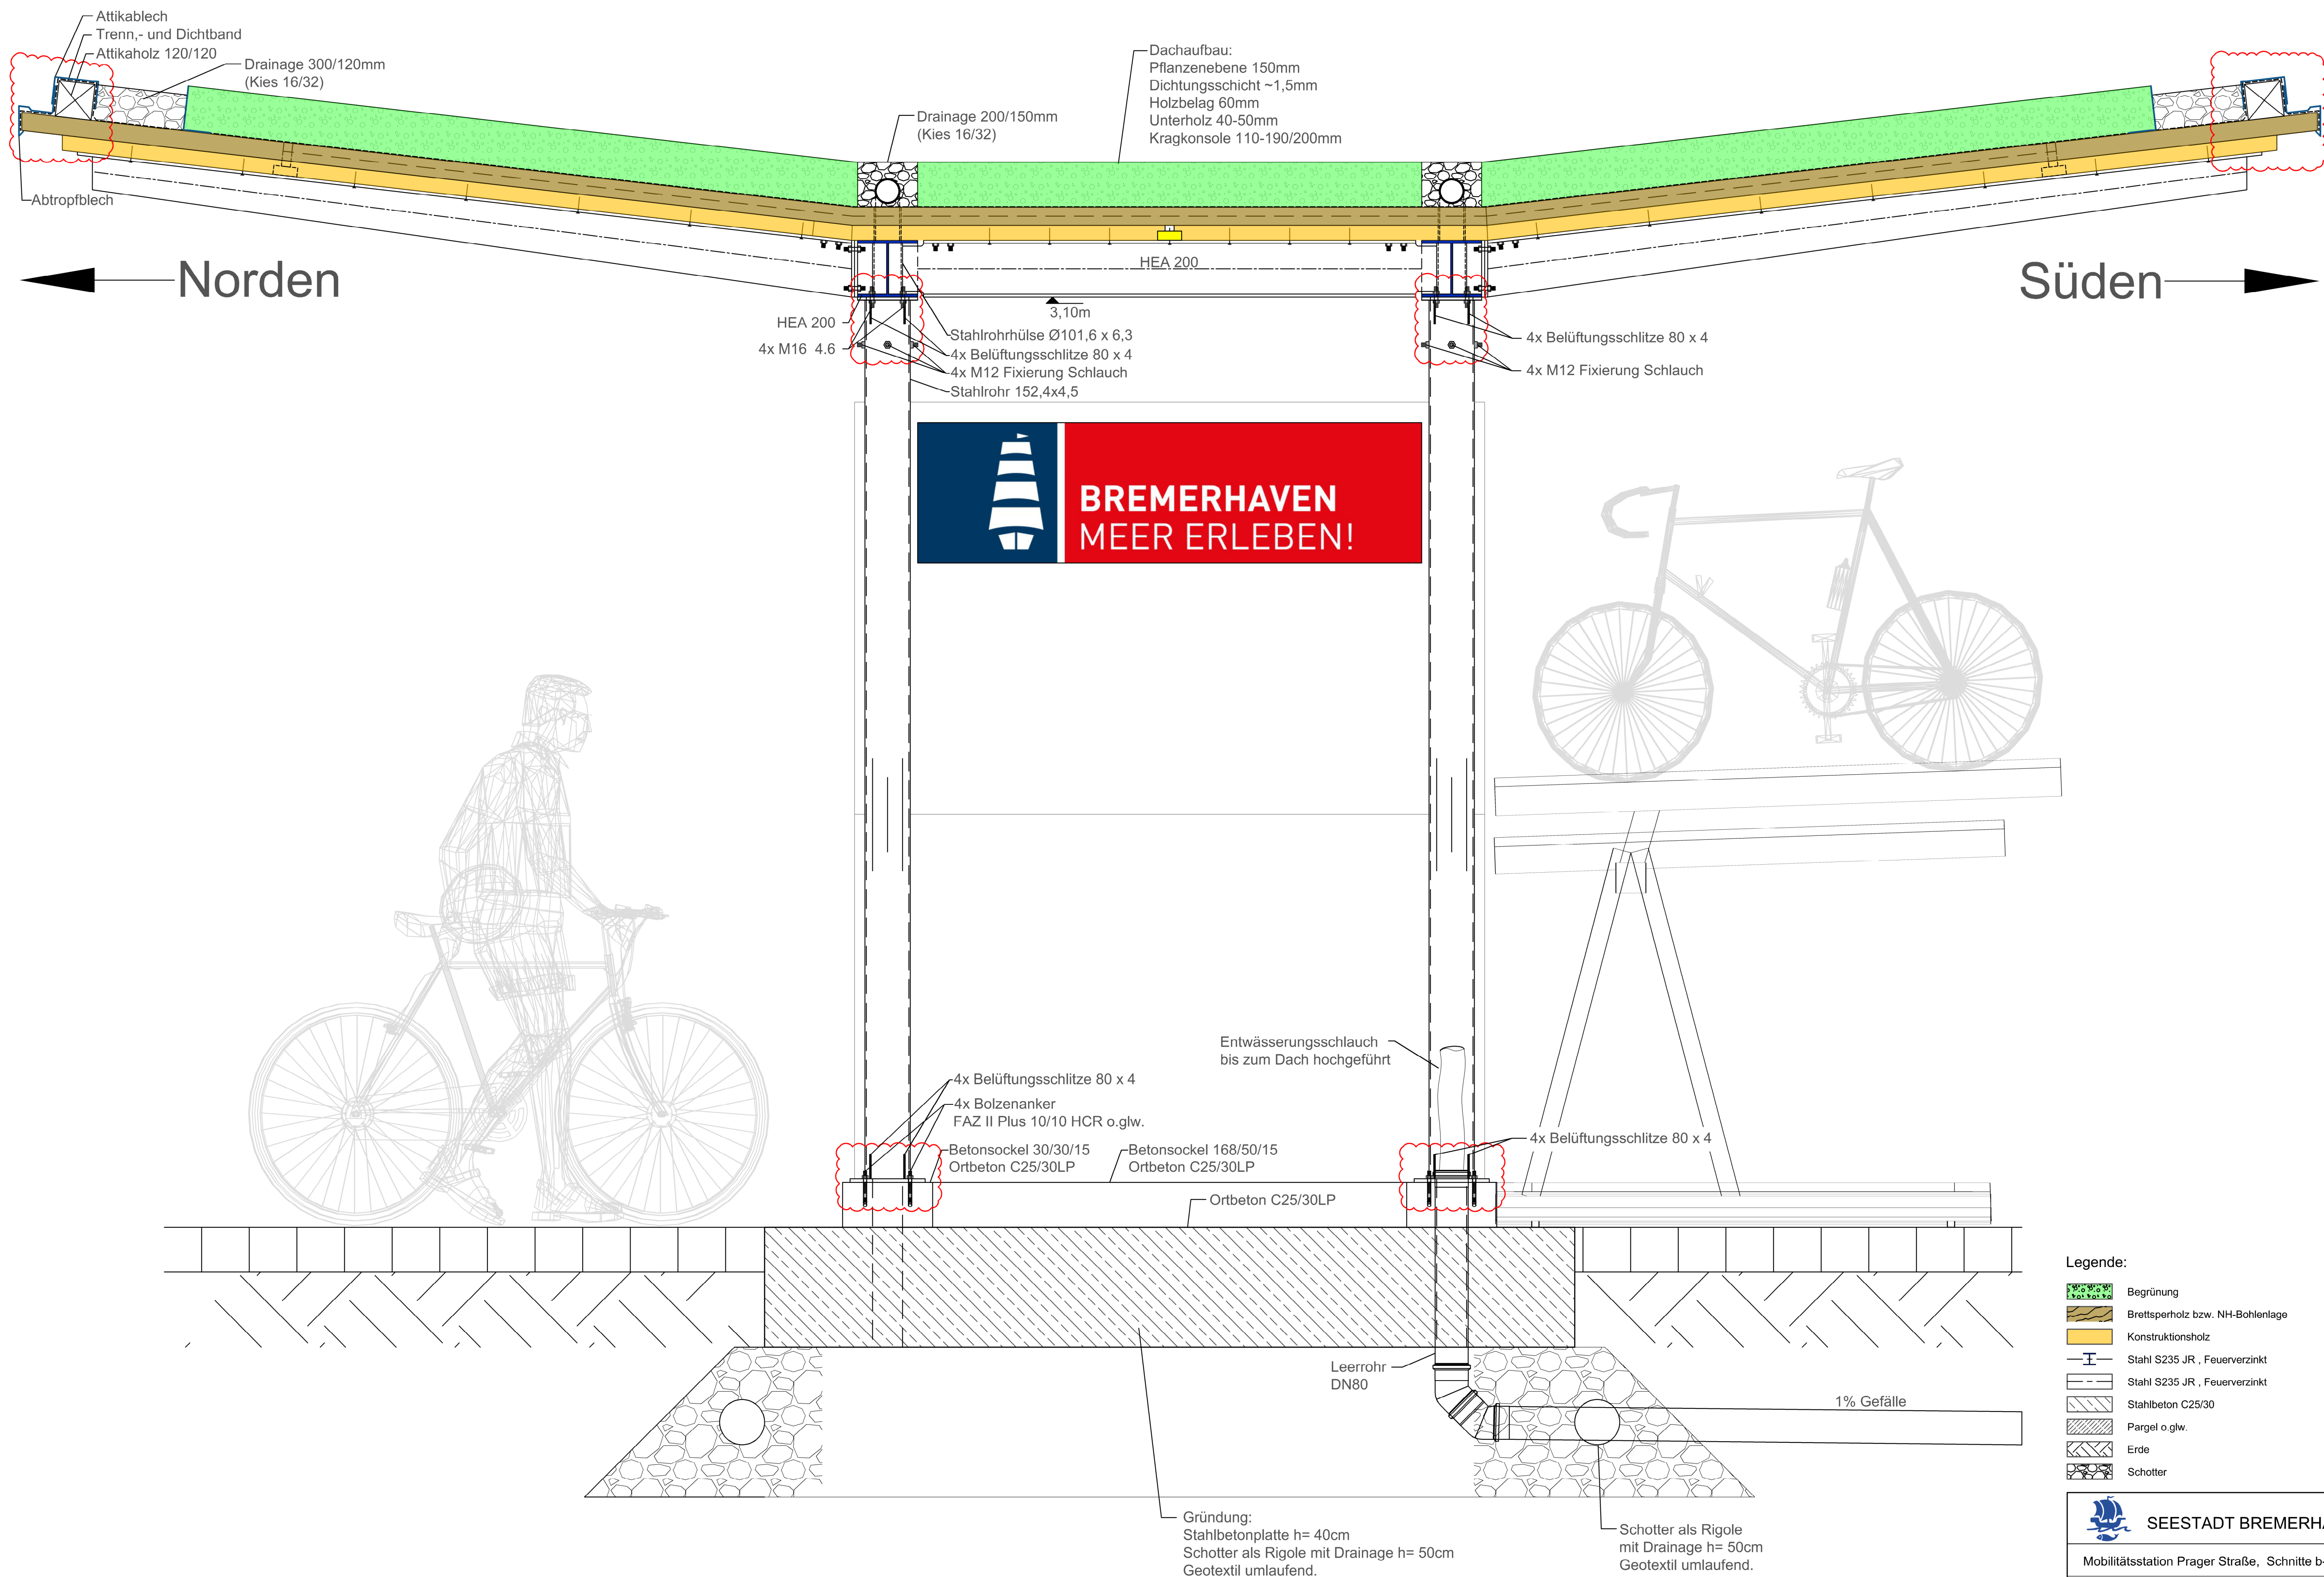 Attikablech
Trenn,- und Dichtband
Attikaholz 120/120
Drainage 300/120mm
(Kies 16/32)
Dachaufbau:
Pflanzenebene 150mm
Dichtungsschicht ~1,5mm
Holzbelag 60mm
Unterholz 40-50mm
Kragkonsole 110-190/200mm
Drainage 200/150mm
(Kies 16/32)
Abtropfblech
Norden
Süden
HEA 200
3,10m
HEA 200
4x M16 4.6
Stahlrohrhülse Ø101,6 x 6,3
4x Belüftungsschlitze 80 x 4
4x M12 Fixierung Schlauch
Stahlrohr 152,4x4,5
4x Belüftungsschlitze 80 x 4
4x M12 Fixierung Schlauch
BREMERHAVEN
MEER ERLEBEN!
Entwässerungsschlauch
bis zum Dach hochgeführt
4x Belüftungsschlitze 80 x 4
4x Bolzenanker
FAZ II Plus 10/10 HCR o.glw.
Betonsockel 30/30/15
Ortbeton C25/30LP
Betonsockel 168/50/15
Ortbeton C25/30LP
4x Belüftungsschlitze 80 x 4
Ortbeton C25/30LP
Leerrohr
DN80
1% Gefälle
Gründung:
Stahlbetonplatte h= 40cm
Schotter als Rigole mit Drainage h= 50cm
Geotextil umlaufend.
Schotter als Rigole
mit Drainage h= 50cm
Geotextil umlaufend.
Legende:
Begrünung
Brettsperholz bzw. NH-Bohlenlage
Konstruktionsholz
Stahl S235 JR , Feuerverzinkt
Stahl S235 JR , Feuerverzinkt
Stahlbeton C25/30
Pargel o.glw.
Erde
Schotter
SEESTADT BREMERH
Mobilitätsstation Prager Straße, Schnitte b-